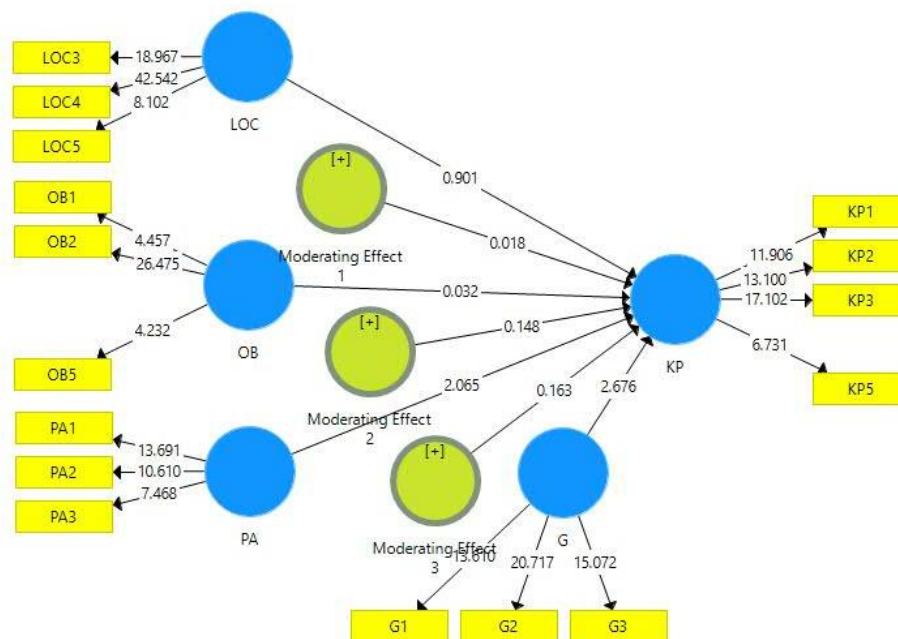 LOC3
18.967
LOC4
42.542
LOC5
8.102
LOC
[+]
Moderating Effect
1
0.901
0.018
OB1
4.457
OB2
26.475
OB5
4.232
OB
0.032
[+]
Moderating Effect
2
0.148
KP
KP1
11.906
KP2
13.100
KP3
17.102
KP5
6.731
PA1
13.691
PA2
10.610
PA3
7.468
PA
2.065
[+]
Moderating Effect
3
0.163
2.676
G
13.610
20.717
15.072
G1
G2
G3